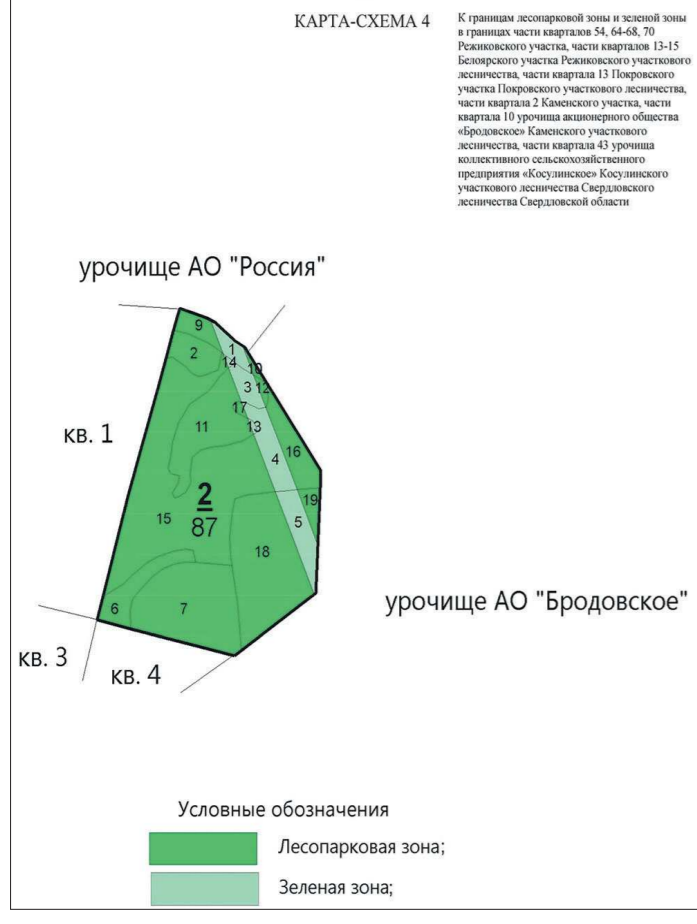 КАРТА-СХЕМА 4
К границам лесопарковой зоны и зеленой зоны
в границах части кварталов 54, 64-68, 70
Режиковского участка, части кварталов 13-15
Белоярского участка Режиковского участкового
лесничества, части квартала 13 Покровского
участка Покровского участкового лесничества,
части квартала 2 Каменского участка, части
квартала 10 урочища акционерного общества
«Бродовское» Каменского участкового
лесничества, части квартала 43 урочища
коллективного сельскохозяйственного
предприятия «Косулинское» Косулинского
участкового лесничества Свердловского
лесничества Свердловской области
урочище АО "Россия"
9
1
2
14
10
3 12
17
кв. 1
11
13
16
4
2
87
19
15
5
18
урочище АО "Бродовское"
6
7
кв. 3
кв. 4
Условные обозначения
Лесопарковая зона;
Зеленая зона;